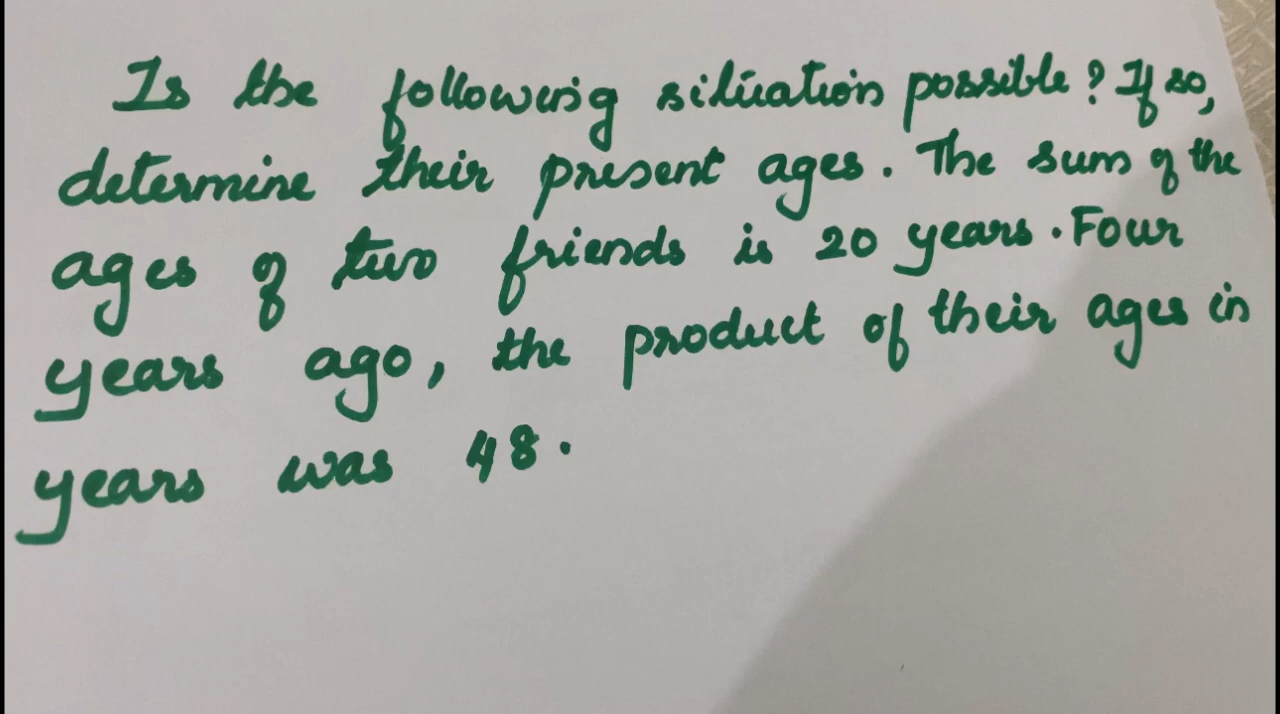 Is the following situation possible? If so,
determine their present ages. The sum of the
ages of two friends is 20 years. Four
years ago, the product of their ages in
years was 48.